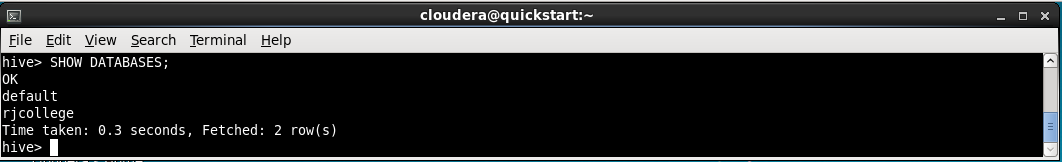 cloudera@quickstart:~
File Edit View Search Terminal Help
hive> SHOW DATABASES;
OK
default
rjcollege
Time taken: 0.3 seconds, Fetched: 2 row(s)
hive>